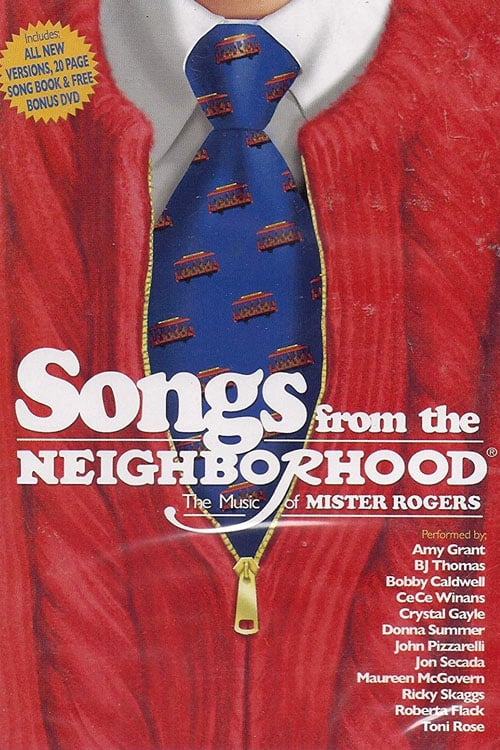 Includes:
ALL NEW
VERSIONS, 20 PAGE
SONG BOOK & FREE
BONUS DVD
Songs from the
NEIGHBORHOOD®
The Music of MISTER ROGERS
Performed by:
Amy Grant
BJ Thomas
Bobby Caldwell
CeCe Winans
Crystal Gayle
Donna Summer
John Pizzarelli
Jon Secada
Maureen McGovern
Ricky Skaggs
Roberta Flack
Toni Rose